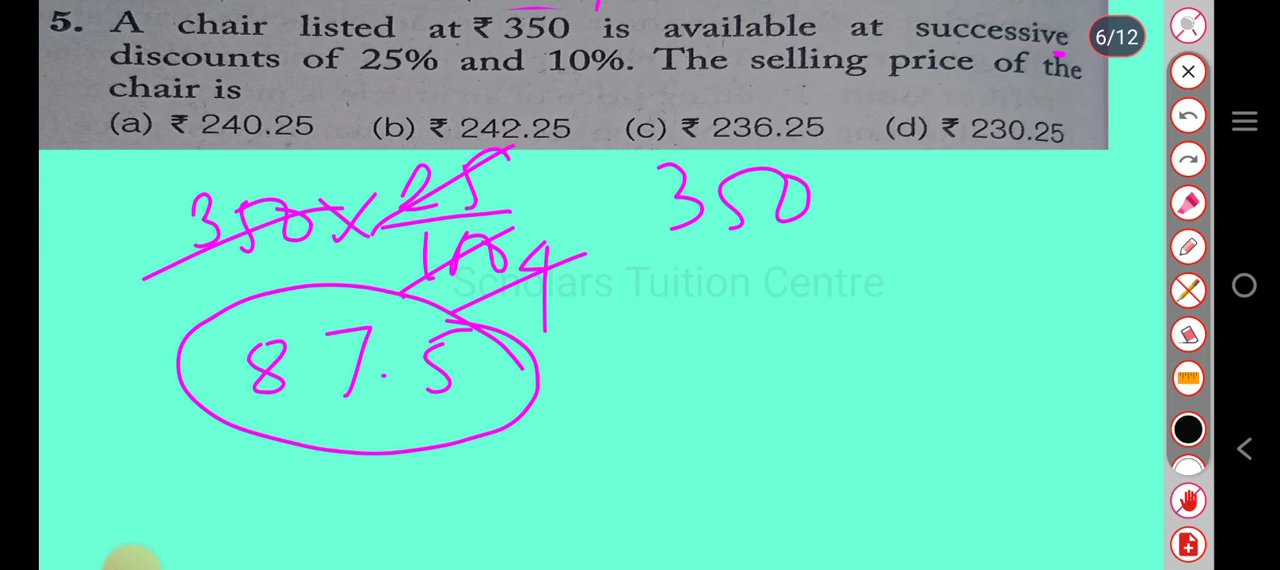 5. A chair listed at ₹ 350 is available at successive
discounts of 25% and 10%. The selling price of the
chair is
(a) ₹ 240.25 (b) ₹ 242.25 (c) ₹ 236.25 (d) ₹ 230.25
6/12
350 × 25
100 4
350
Scholars Tuition Centre
87.5